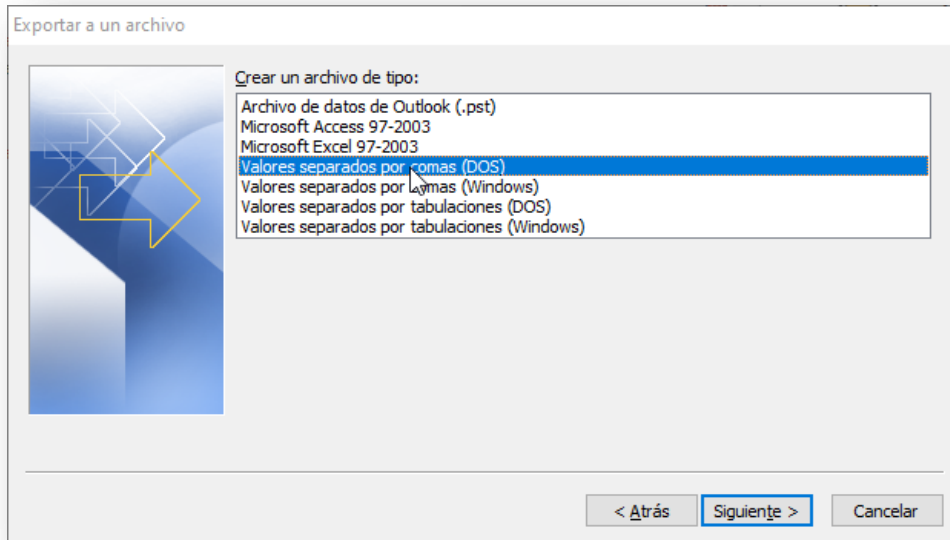 Exportar a un archivo
Crear un archivo de tipo:
Archivo de datos de Outlook (.pst)
Microsoft Access 97-2003
Microsoft Excel 97-2003
Valores separados por comas (DOS)
Valores separados por comas (Windows)
Valores separados por tabulaciones (DOS)
Valores separados por tabulaciones (Windows)
< Atrás Siguiente > Cancelar